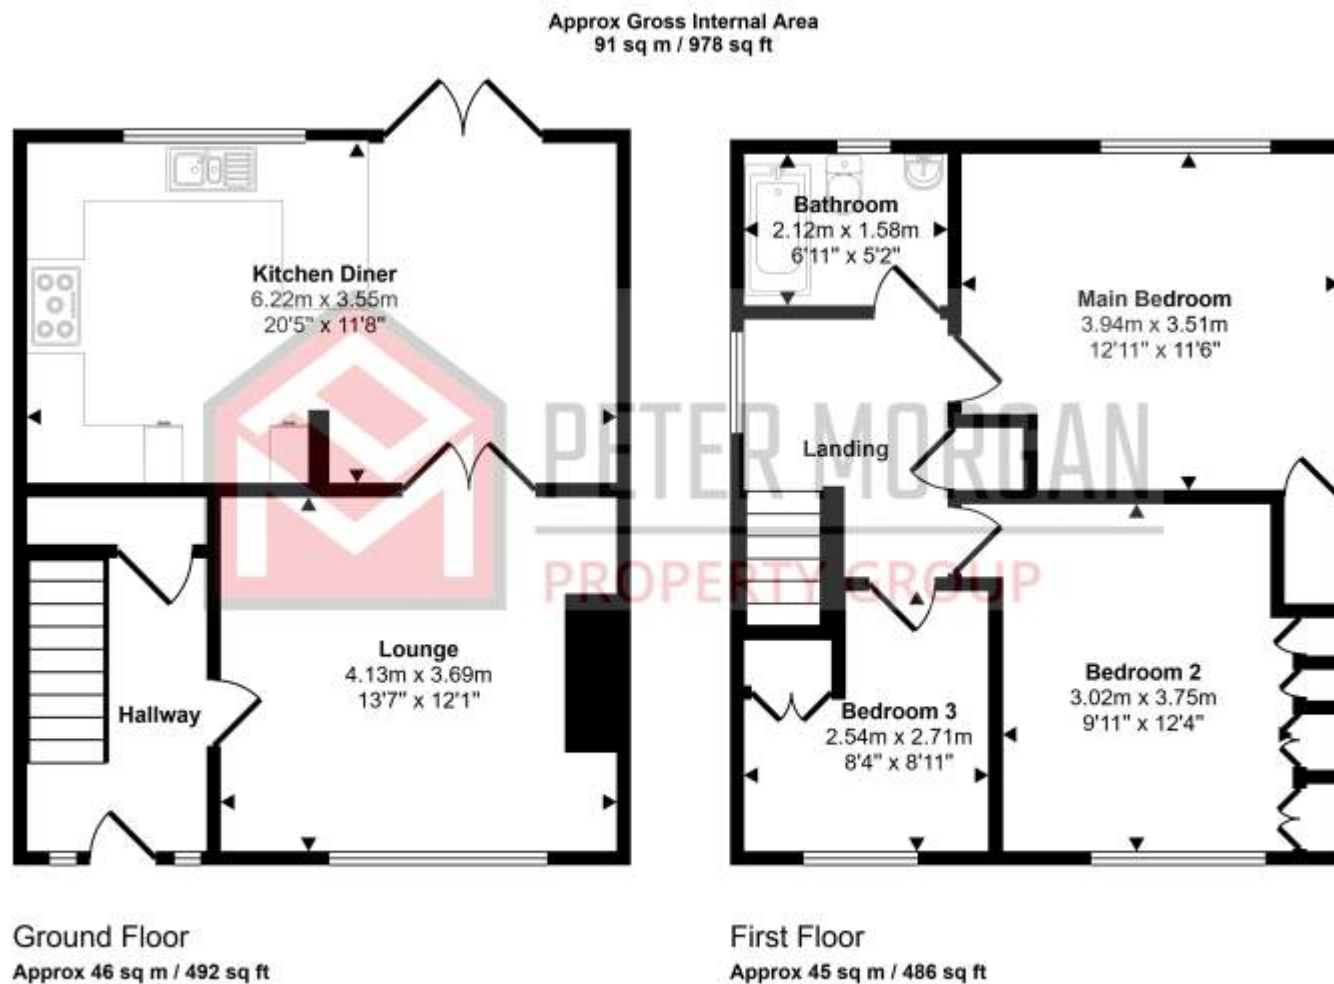 Approx Gross Internal Area
91 sq m / 978 sq ft
Kitchen Diner
6.22m x 3.55m
20'5" x 11'8"
Lounge
4.13m x 3.69m
13'7" x 12'1"
Hallway
Ground Floor
Approx 46 sq m / 492 sq ft
Bathroom
2.12m x 1.58m
6'11" x 5'2"
Main Bedroom
3.94m x 3.51m
12'11" x 11'6"
Landing
Bedroom 2
3.02m x 3.75m
9'11" x 12'4"
Bedroom 3
2.54m x 2.71m
8'4" x 8'11"
First Floor
Approx 45 sq m / 486 sq ft
PETER MORGAN
PROPERTY GROUP